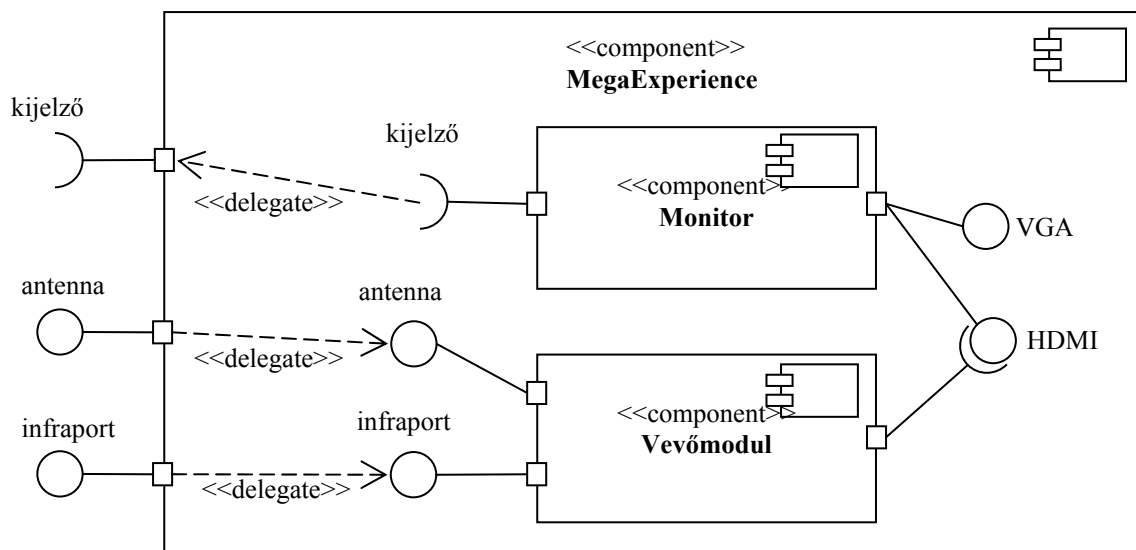 <<component>>
MegaExperience
kijelző
kijelző
<<delegate>>
<<component>>
Monitor
VGA
antenna
antenna
<<delegate>>
HDMI
infraport
infraport
<<delegate>>
<<component>>
Vevőmodul